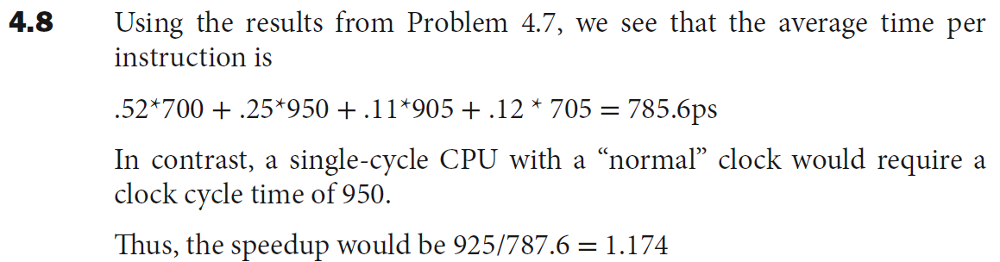 4.8 Using the results from Problem 4.7, we see that the average time per
instruction is
.52*700 + .25*950 + .11*905 + .12 * 705 = 785.6ps
In contrast, a single-cycle CPU with a “normal” clock would require a
clock cycle time of 950.
Thus, the speedup would be 925/787.6 = 1.174